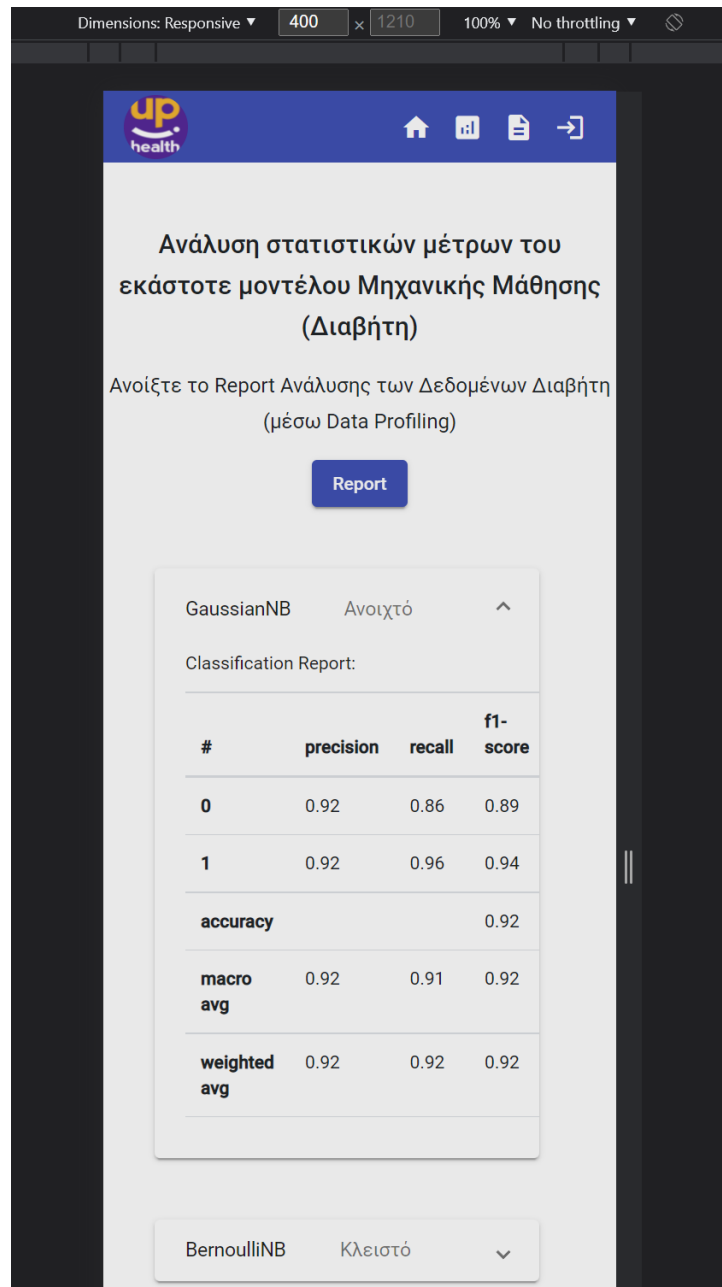 Dimensions: Responsive ▼ 400 × 1210 100% ▼ No throttling ▼
up
health
Ανάλυση στατιστικών μέτρων του
εκάστοτε μοντέλου Μηχανικής Μάθησης
(Διαβήτη)
Ανοίξτε το Report Ανάλυσης των Δεδομένων Διαβήτη
(μέσω Data Profiling)
Report
GaussianNB Ανοιχτό
Classification Report:
# precision recall f1-
score
0 0.92 0.86 0.89
1 0.92 0.96 0.94
accuracy 0.92
macro 0.92 0.91 0.92
avg
weighted 0.92 0.92 0.92
avg
BernoulliNB Κλειστό